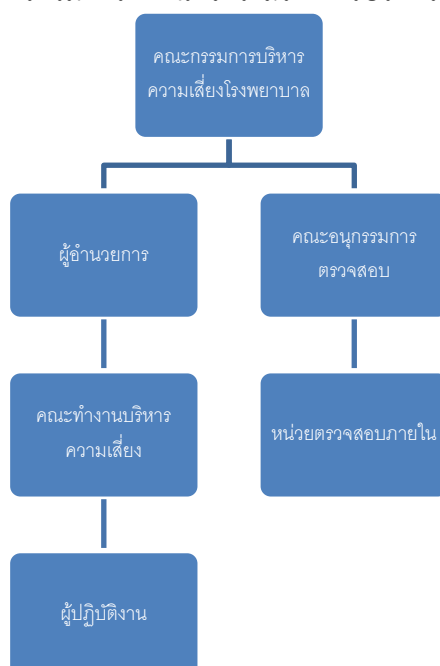 คณะกรรมการบริหาร
ความเสี่ยงโรงพยาบาล
ผู้อำนวยการ
คณะอนุกรรมการ
ตรวจสอบ
คณะทำงานบริหาร
ความเสี่ยง
หน่วยตรวจสอบภายใน
ผู้ปฏิบัติงาน